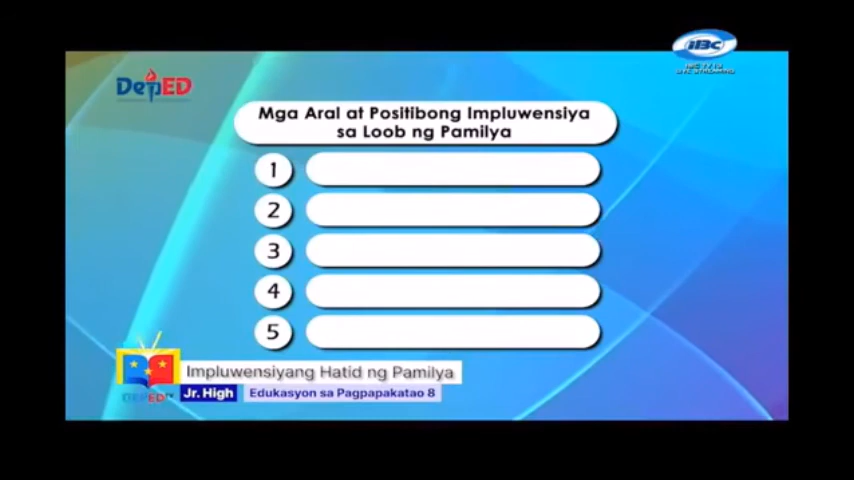 IBC
DepED
Mga Aral at Positibong Impluwensiya
sa Loob ng Pamilya
1
2
3
4
5
Impluwensiyang Hatid ng Pamilya
DEPED
Jr. High
Edukasyon sa Pagpapakatao 8